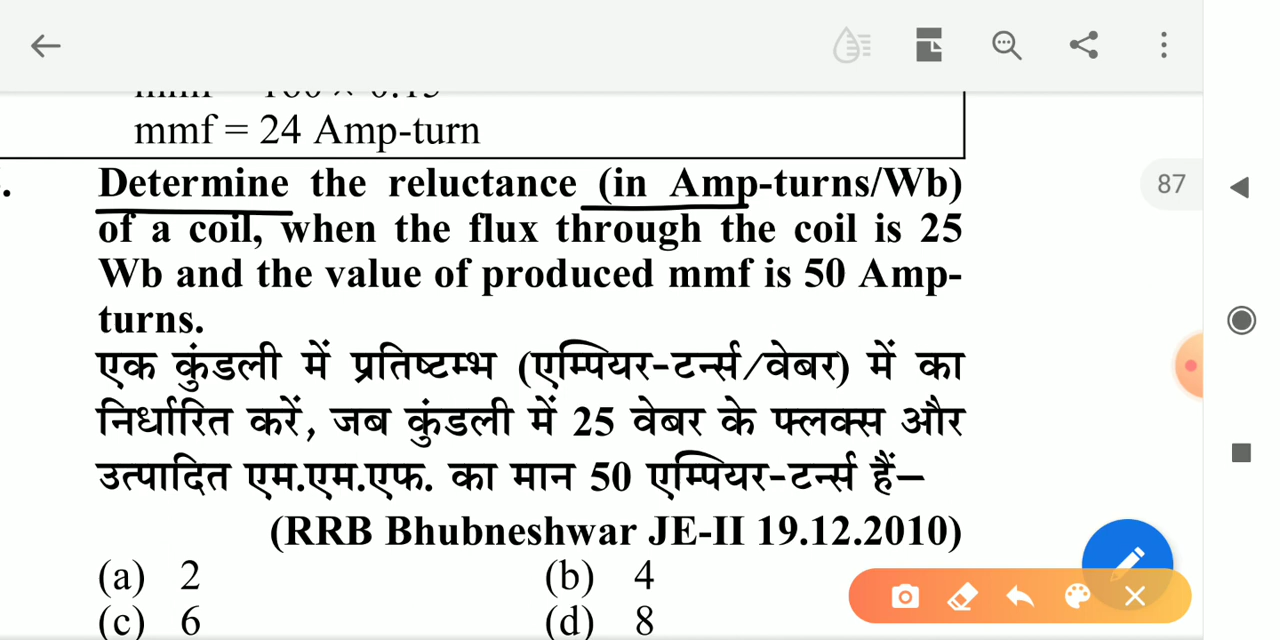 mmf = 24 Amp-turn
Determine the reluctance (in Amp-turns/Wb)
87
of a coil, when the flux through the coil is 25
Wb and the value of produced mmf is 50 Amp-
turns.
एक कुंडली में प्रतिष्टम्भ (एम्पियर-टर्न्स/वेबर) में का
निर्धारित करें, जब कुंडली में 25 वेबर के फ्लक्स और
उत्पादित एम.एम.एफ. का मान 50 एम्पियर-टर्न्स हैं–
(RRB Bhubneshwar JE-II 19.12.2010)
(a) 2
(b) 4
(c) 6
(d) 8